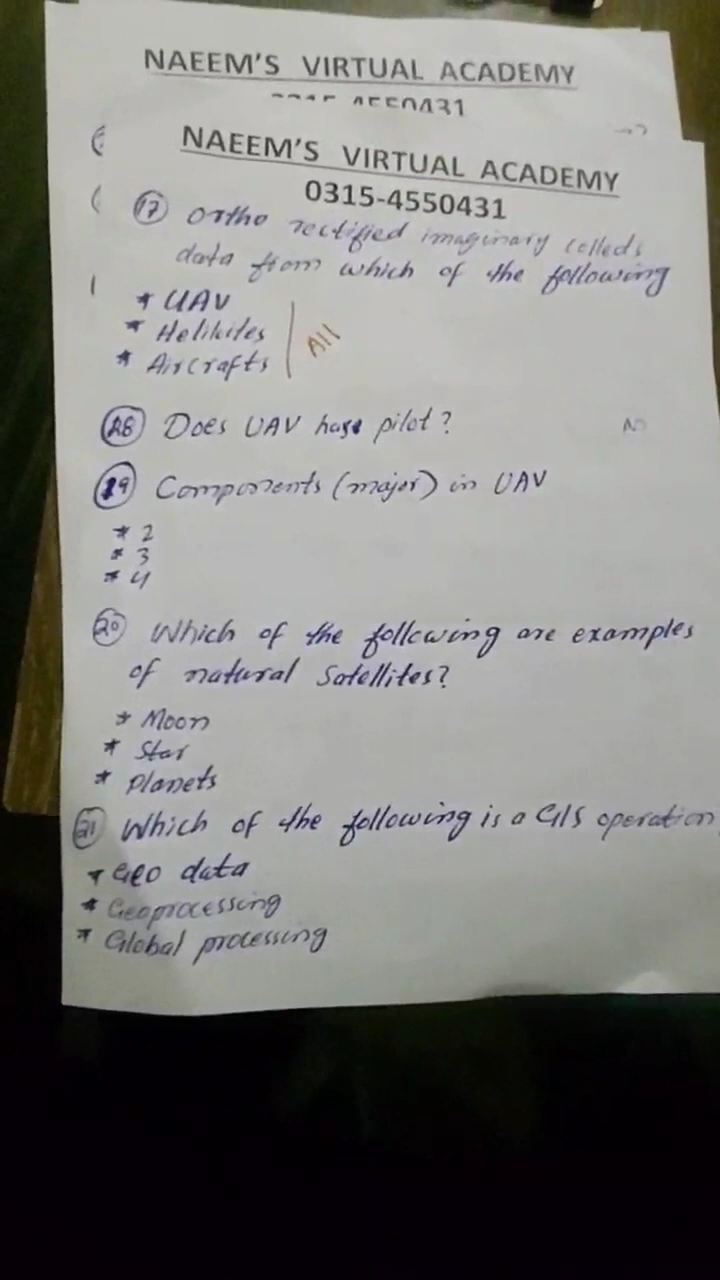 NAEEM'S VIRTUAL ACADEMY
NAEEM'S VIRTUAL ACADEMY
0315-4550431
17 Ortho rectified imaginary collects
data from which of the following
* UAV
* Helikites
* Aircrafts
All
Does UAV have pilot?
19 Components (major) in UAV
* 2
* 3
* 4
20 Which of the following are examples
of natural Satellites?
* Moon
* Star
* Planets
21 Which of the following is a GIS operation
* Geo data
* Geoprocessing
* Global processing